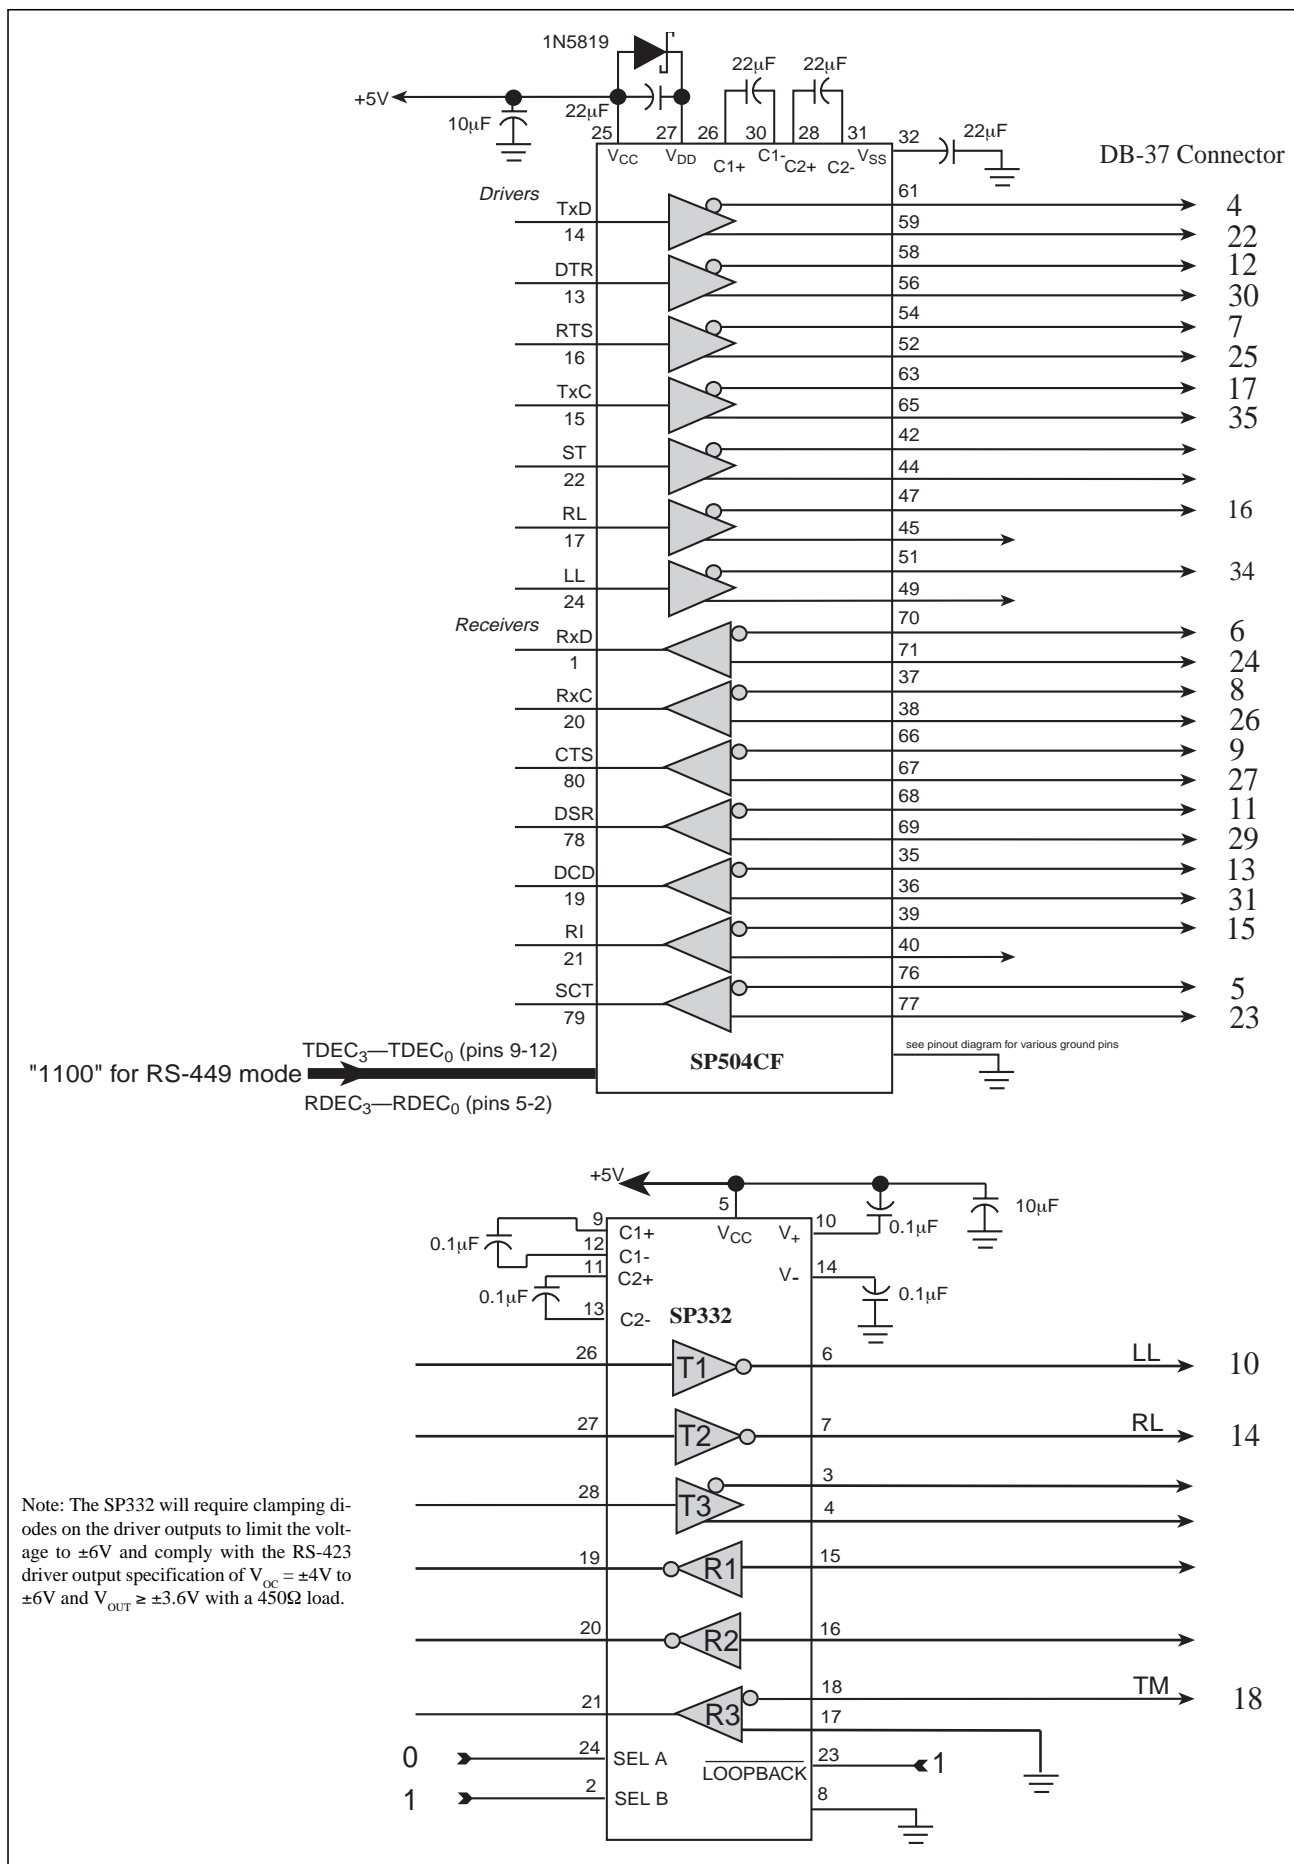 1N5819
22µF 22µF
+5V
10µF 22µF 22µF
25 27 26 30 28 31 32
VCC VDD C1+ C1- C2+ C2- VSS
DB-37 Connector
Drivers
TxD 14 61 4
59 22
DTR 13 58 12
56 30
RTS 16 54 7
52 25
TxC 15 63 17
65 35
ST 22 42
44
RL 17 47 16
45
LL 24 51 34
49
Receivers
RxD 1 70 6
71 24
RxC 20 37 8
38 26
CTS 80 66 9
67 27
DSR 78 68 11
69 29
DCD 19 35 13
36 31
RI 21 39 15
40
SCT 79 76 5
77 23
see pinout diagram for various ground pins
SP504CF
TDEC3—TDEC0 (pins 9-12)
"1100" for RS-449 mode
RDEC3—RDEC0 (pins 5-2)
+5V
5
VCC
9 C1+
0.1µF
12 C1-
11 C2+
0.1µF
13 C2-
10 V+
0.1µF
10µF
14 V-
0.1µF
SP332
26 T1 6 LL 10
27 T2 7 RL 14
28 T3 3
4
19 R1 15
20 R2 16
21 R3 18 TM 18
17
0 24 SEL A
23 LOOPBACK 1
1 2 SEL B
8
Note: The SP332 will require clamping di-
odes on the driver outputs to limit the volt-
age to ±6V and comply with the RS-423
driver output specification of VOC = ±4V to
±6V and VOUT ≥ ±3.6V with a 450Ω load.